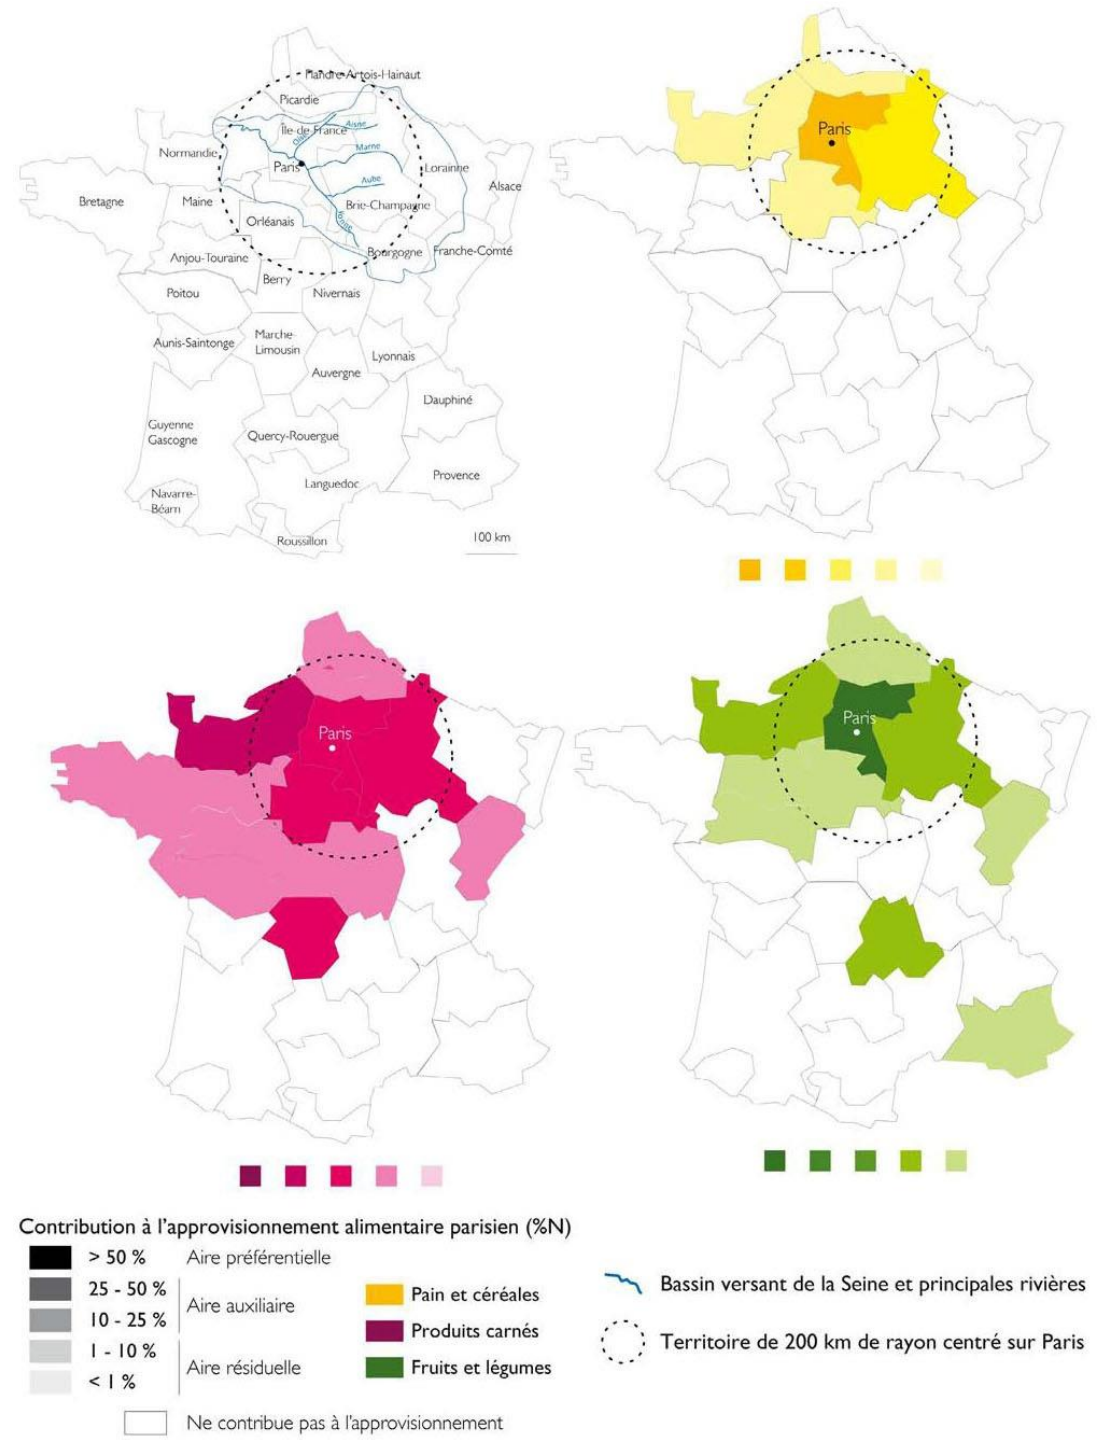 Flandre-Artois-Hainaut
Picardie
Île-de-France
Oise
Aisne
Normandie
Marne
Paris
Lorainne
Aube
Alsace
Bretagne
Maine
Brie-Champagne
Orléanais
Yonne
Anjou-Touraine
Bourgogne
Franche-Comté
Berry
Poitou
Nivernais
Aunis-Saintonge
Marche-
Limousin
Lyonnais
Auvergne
Dauphiné
Guyenne
Gascogne
Quercy-Rouergue
Provence
Languedoc
Navarre-
Béarn
Roussillon
100 km
Paris
Paris
Paris
Contribution à l'approvisionnement alimentaire parisien (%N)
> 50 %
Aire préférentielle
25 - 50 %
Aire auxiliaire
10 - 25 %
1 - 10 %
Aire résiduelle
< 1 %
Ne contribue pas à l'approvisionnement
Pain et céréales
Produits carnés
Fruits et légumes
Bassin versant de la Seine et principales rivières
Territoire de 200 km de rayon centré sur Paris